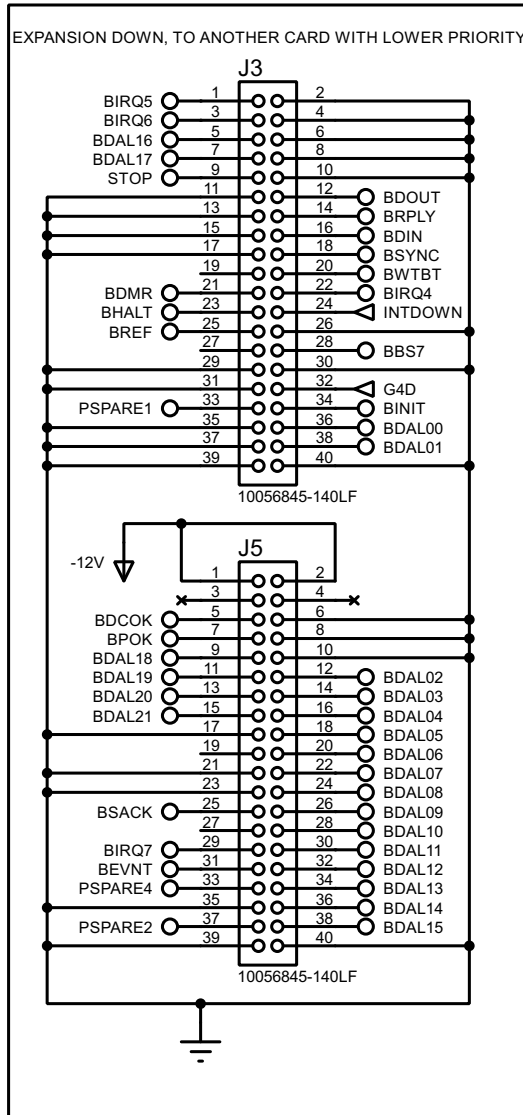 EXPANSION DOWN, TO ANOTHER CARD WITH LOWER PRIORITY
J3
BIRQ5 1 2
BIRQ6 3 4
BDAL16 5 6
BDAL17 7 8
STOP 9 10
11 12 BDOUT
13 14 BRPLY
15 16 BDIN
17 18 BSYNC
19 20 BWTBT
BDMR 21 22 BIRQ4
BHALT 23 24 INTDOWN
BREF 25 26
27 28 BBS7
29 30
31 32 G4D
PSPARE1 33 34 BINIT
35 36 BDAL00
37 38 BDAL01
39 40
10056845-140LF
-12V
J5
1 2
3 4
BDCOK 5 6
BPOK 7 8
BDAL18 9 10
BDAL19 11 12 BDAL02
BDAL20 13 14 BDAL03
BDAL21 15 16 BDAL04
17 18 BDAL05
19 20 BDAL06
21 22 BDAL07
23 24 BDAL08
BSACK 25 26 BDAL09
27 28 BDAL10
BIRQ7 29 30 BDAL11
BEVNT 31 32 BDAL12
PSPARE4 33 34 BDAL13
35 36 BDAL14
PSPARE2 37 38 BDAL15
39 40
10056845-140LF